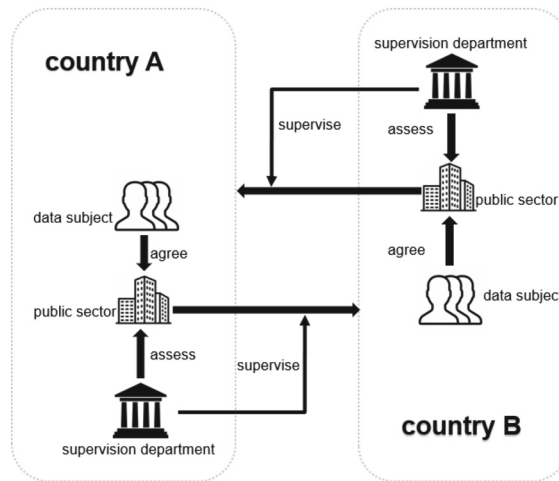 country A
data subject
agree
public sector
assess
supervise
supervision department
supervision department
supervise
assess
public sector
agree
data subject
country B